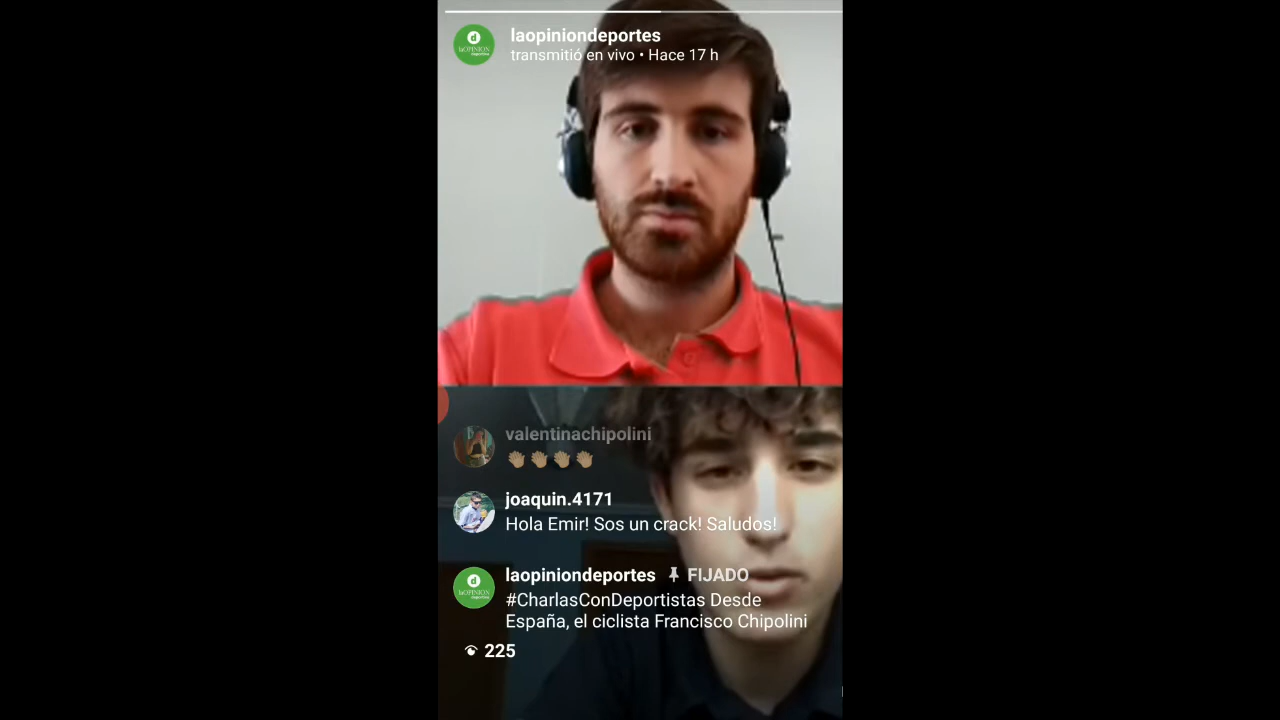 laopiniondeportes
transmitió en vivo • Hace 17 h
valentinachipolini
joaquin.4171
Hola Emir! Sos un crack! Saludos!
laopiniondeportes FIJADO
#CharlasConDeportistas Desde
España, el ciclista Francisco Chipolini
225